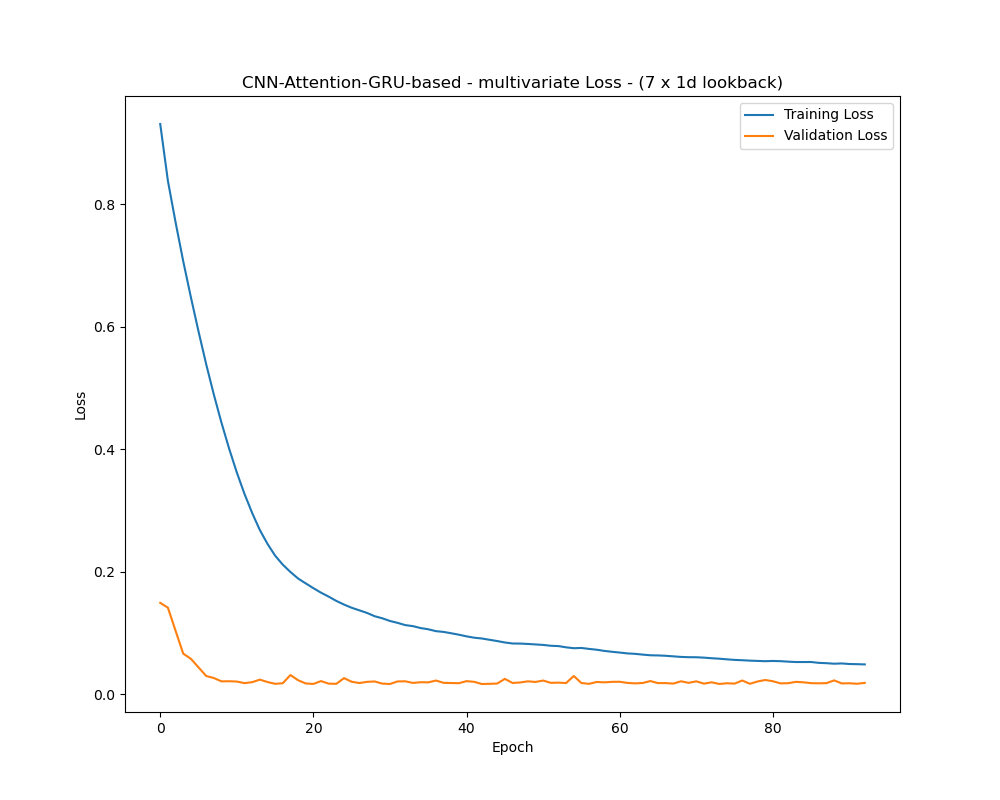 CNN-Attention-GRU-based - multivariate Loss - (7 x 1d lookback)
Training Loss
Validation Loss
0.8
0.6
0.4
0.2
0.0
Loss
0 20 40 60 80
Epoch